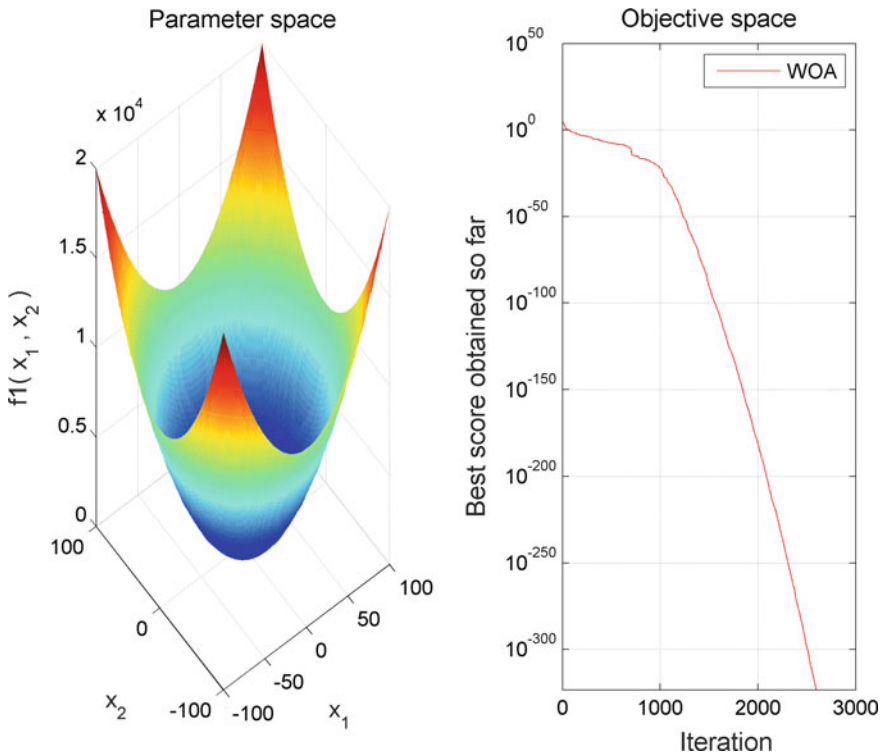 Parameter space
x 10^4
2
1.5
1
0.5
0
f1( x_1 , x_2 )
100
0
-100
x_2
-100
-50
0
50
100
x_1
Objective space
WOA
10^50
10^0
10^-50
10^-100
10^-150
10^-200
10^-250
10^-300
Best score obtained so far
0
1000
2000
3000
Iteration